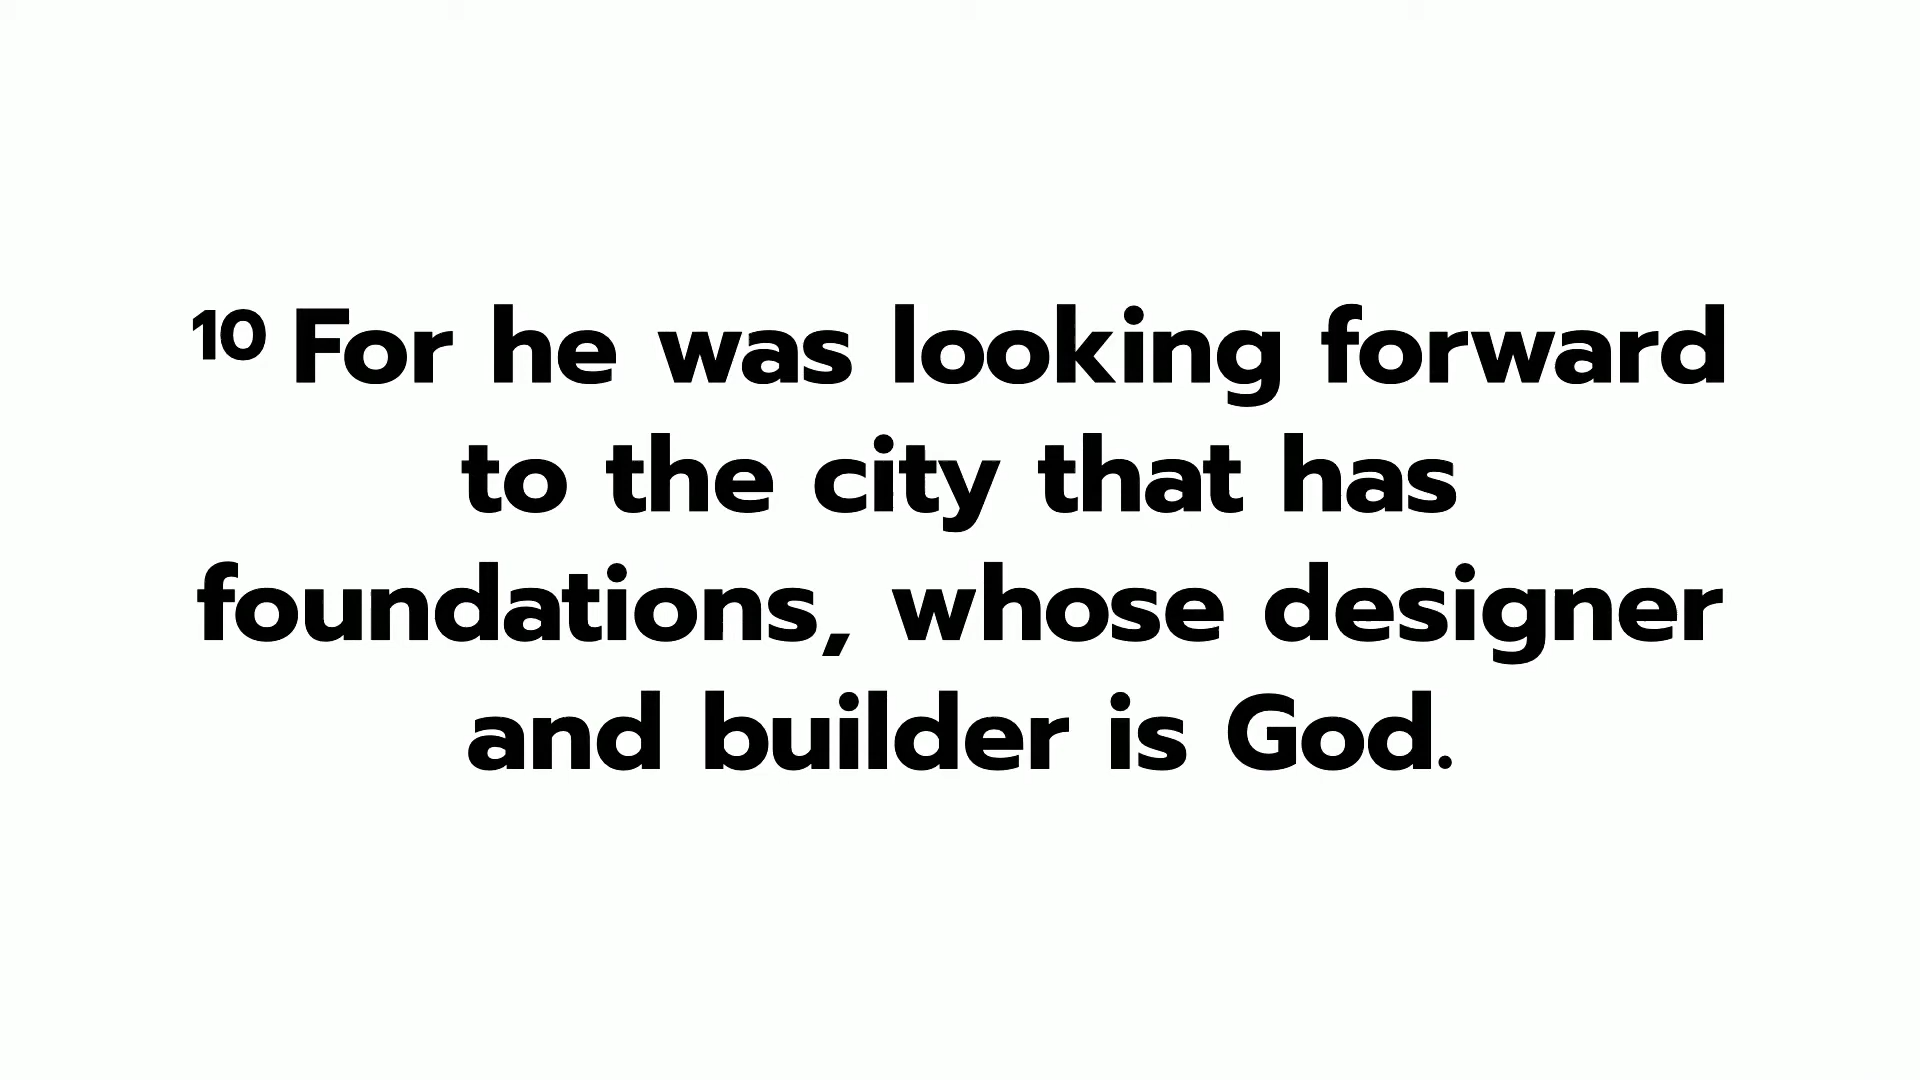 10 For he was looking forward
to the city that has
foundations, whose designer
and builder is God.